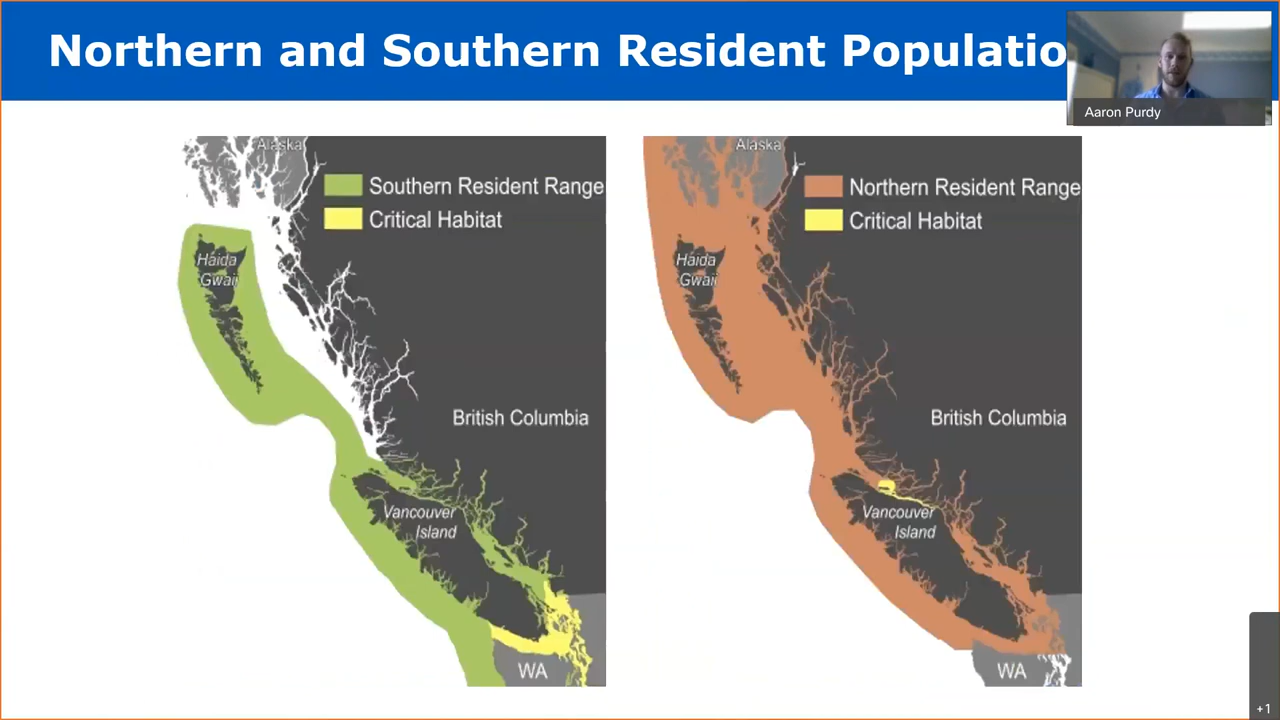 Northern and Southern Resident Populatio
Aaron Purdy
Alaska
Southern Resident Range
Critical Habitat
Haida
Gwaii
British Columbia
Vancouver
Island
WA
Alaska
Northern Resident Range
Critical Habitat
Haida
Gwaii
British Columbia
Vancouver
Island
WA
+1